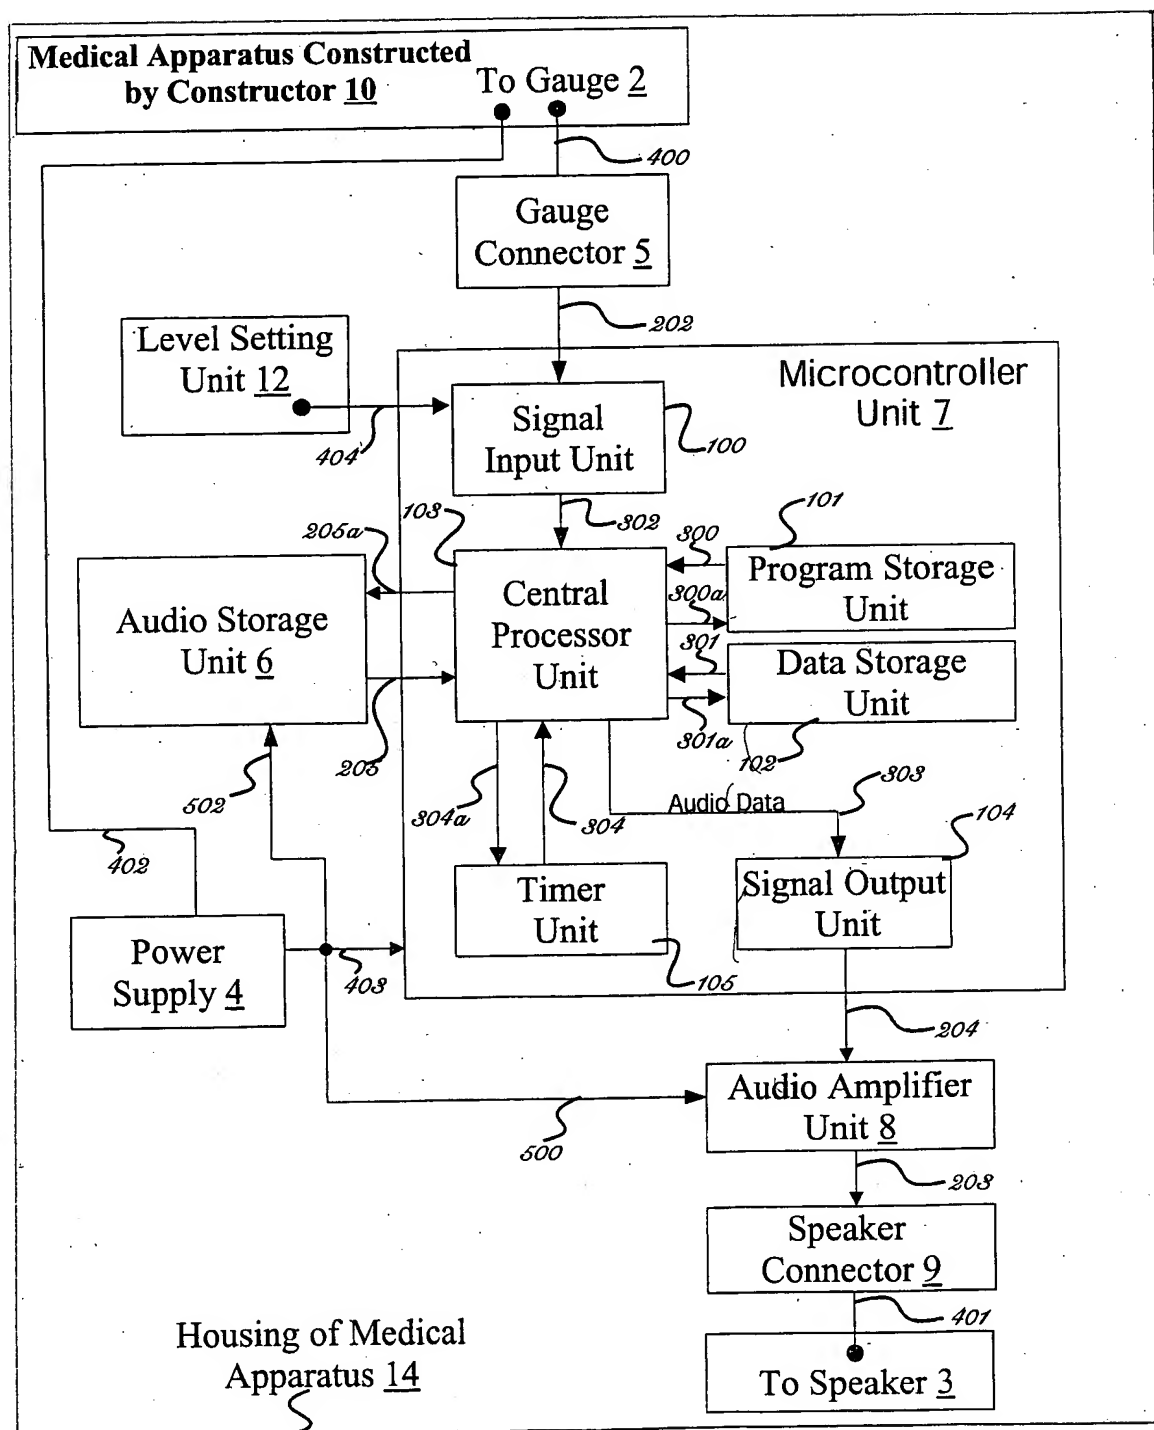 Medical Apparatus Constructed
by Constructor 10
To Gauge 2
400
Gauge
Connector 5
202
Level Setting
Unit 12
404
Microcontroller
Unit 7
Signal
Input Unit
100
302
103
205a
205
Audio Storage
Unit 6
Central
Processor
Unit
300
300a
301
301a
101
Program Storage
Unit
Data Storage
Unit
102
502
304a
304
Audio Data
303
104
402
Timer
Unit
105
Signal Output
Unit
Power
Supply 4
403
204
500
Audio Amplifier
Unit 8
203
Speaker
Connector 9
401
To Speaker 3
Housing of Medical
Apparatus 14